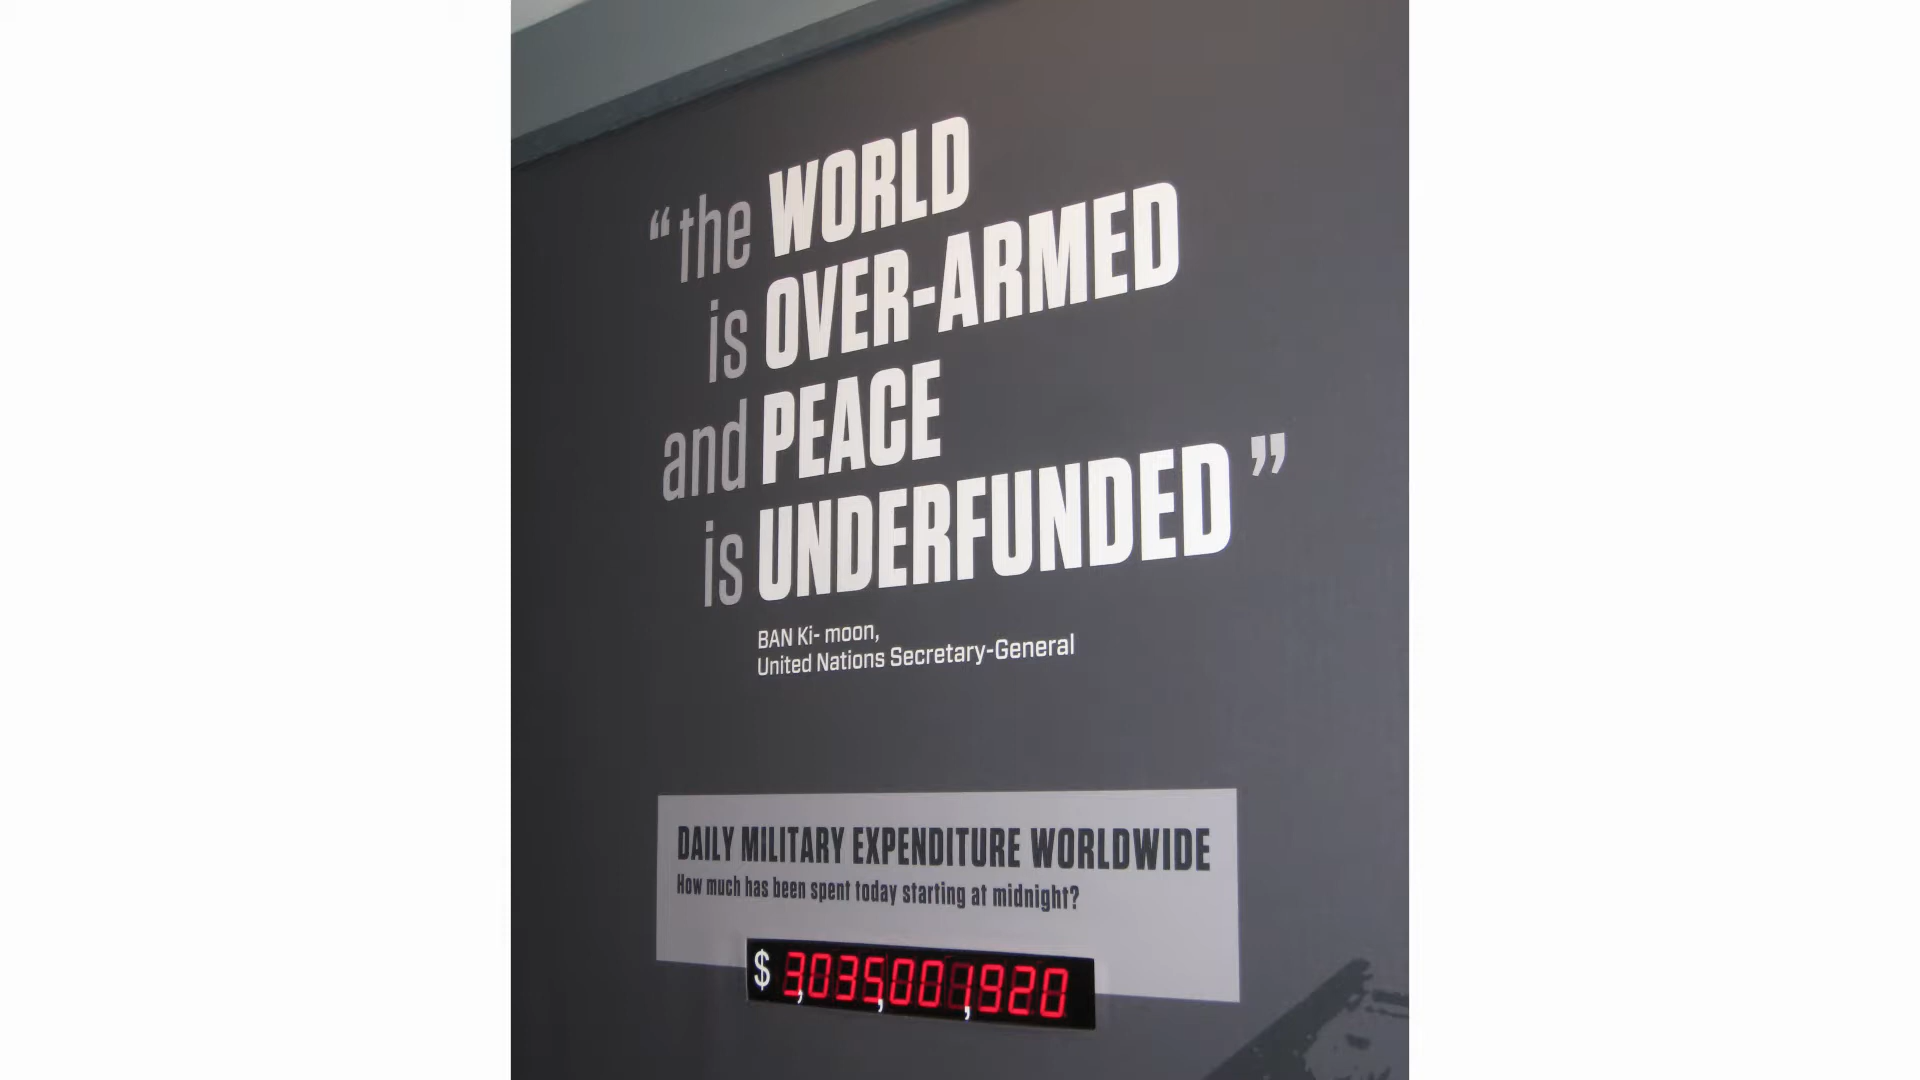 “the WORLD
is OVER-ARMED
and PEACE
is UNDERFUNDED”
BAN Ki- moon,
United Nations Secretary-General
DAILY MILITARY EXPENDITURE WORLDWIDE
How much has been spent today starting at midnight?
$ 3,035,001,920